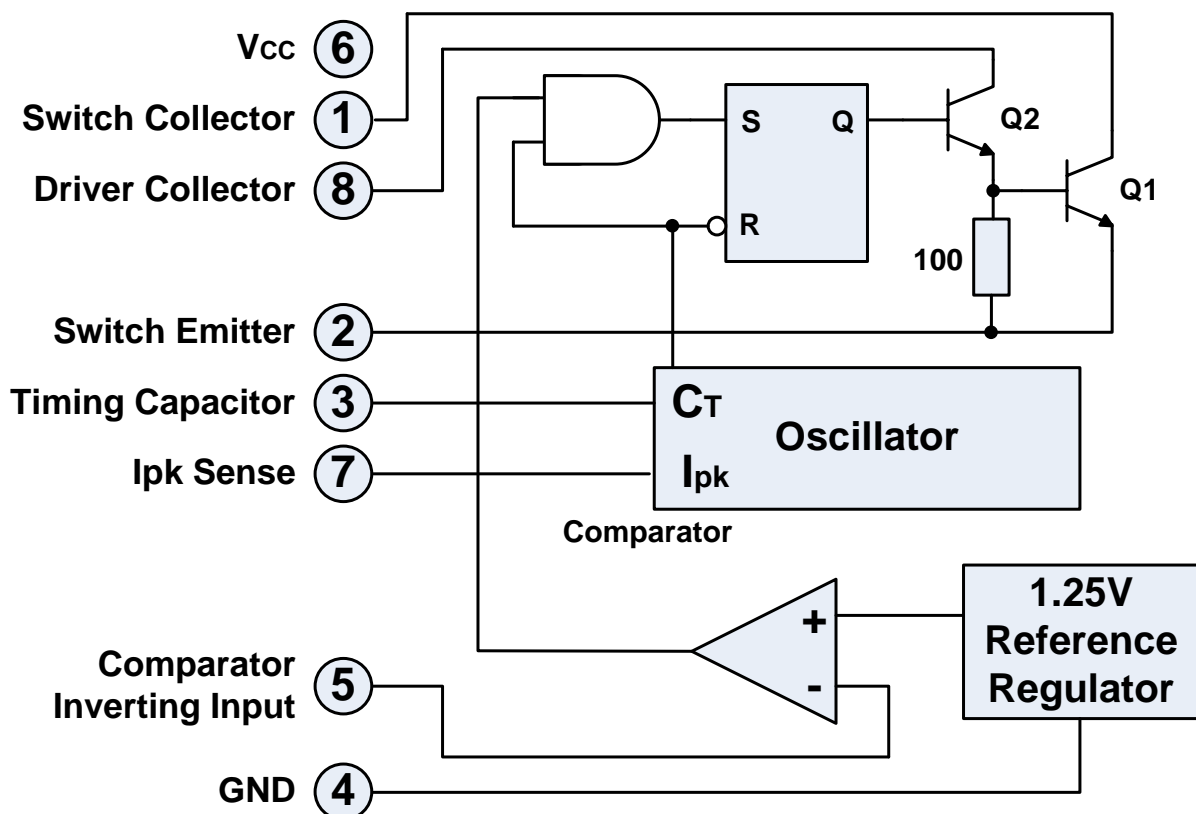 Vcc 6
Switch Collector 1
Driver Collector 8
S Q
R
Q2
Q1
100
Switch Emitter 2
Timing Capacitor 3
Ipk Sense 7
CT
Oscillator
Ipk
Comparator
+
-
1.25V
Reference
Regulator
Comparator
Inverting Input 5
GND 4